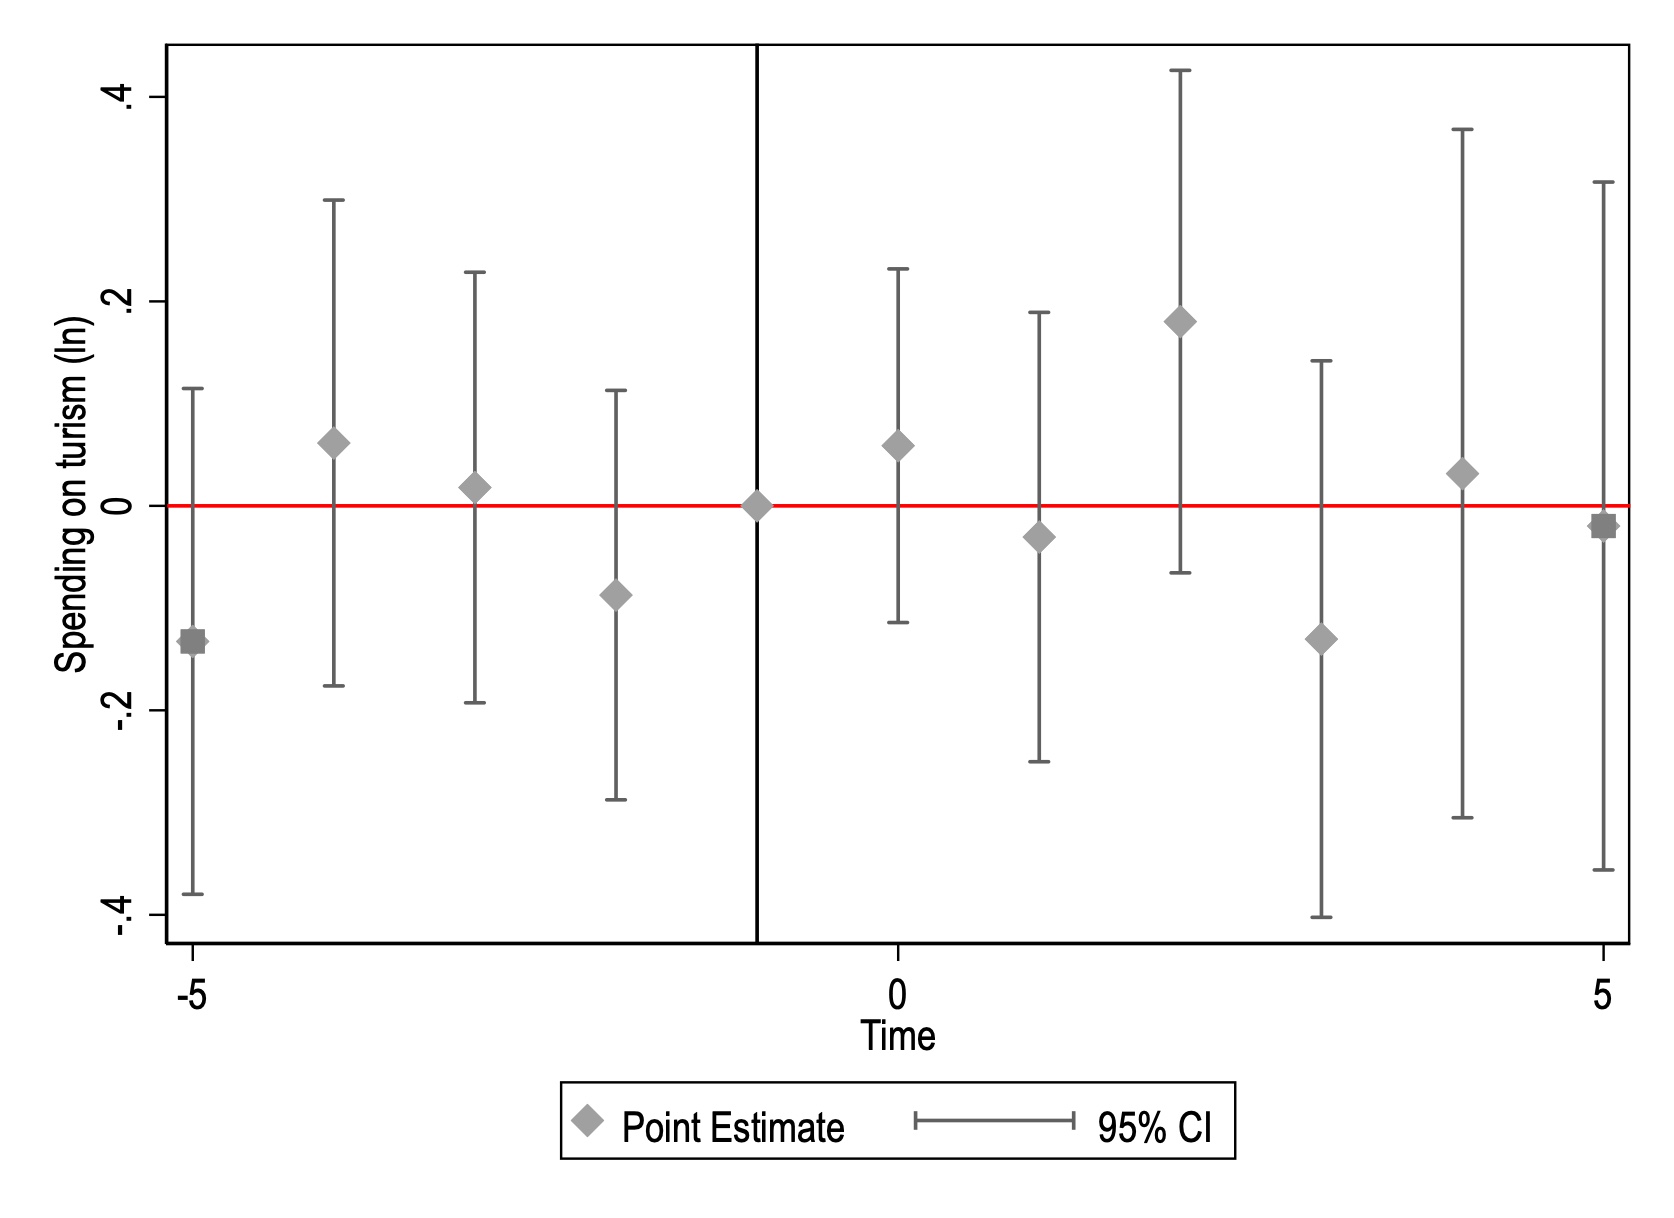 .4
.2
0
-.2
-.4
Spending on turism (ln)
-5
0
5
Time
Point Estimate
95% CI